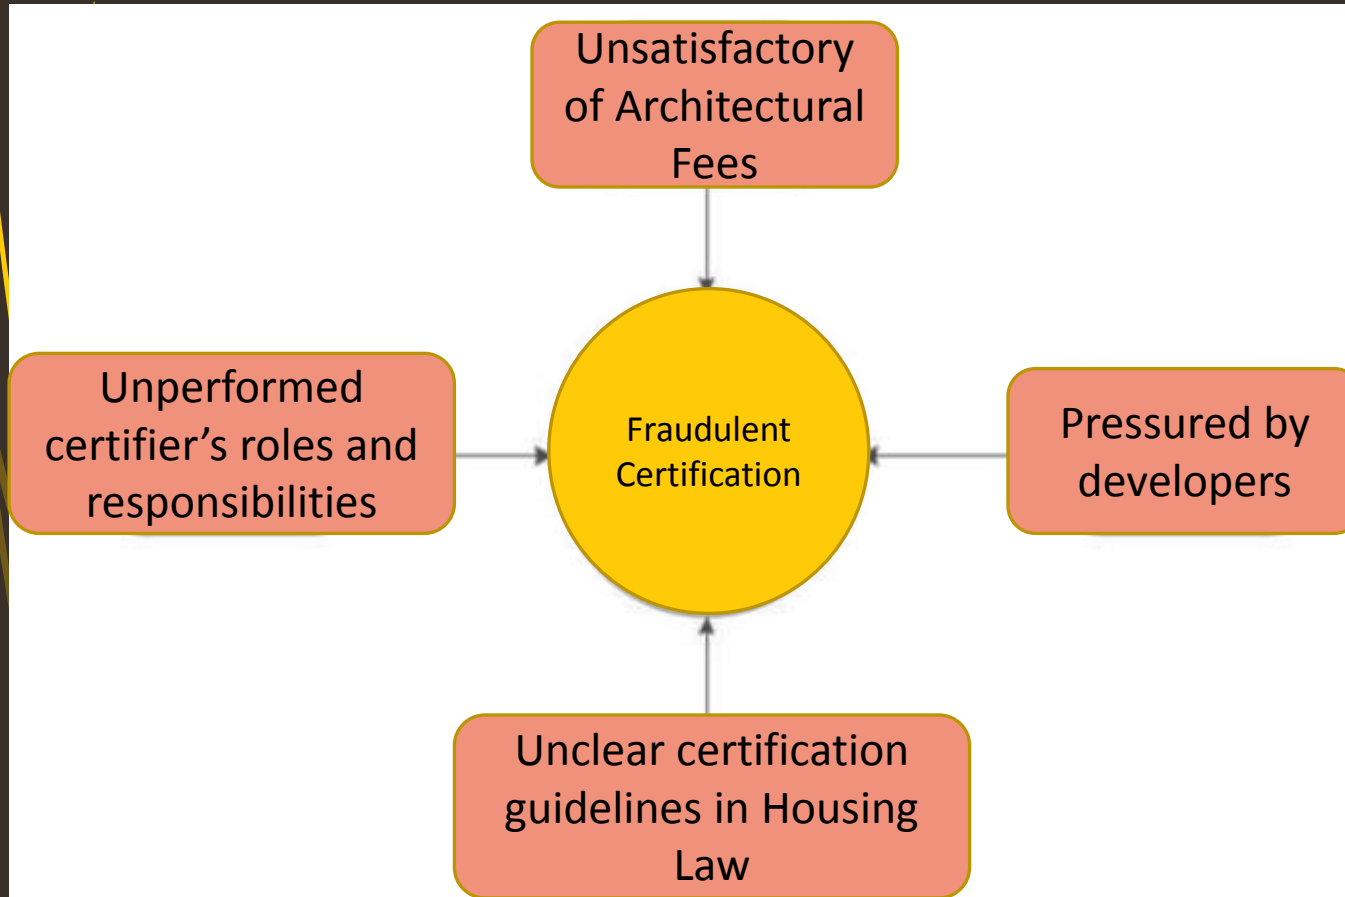 Unsatisfactory
of Architectural
Fees
Unperformed
certifier’s roles and
responsibilities
Fraudulent
Certification
Pressured by
developers
Unclear certification
guidelines in Housing
Law